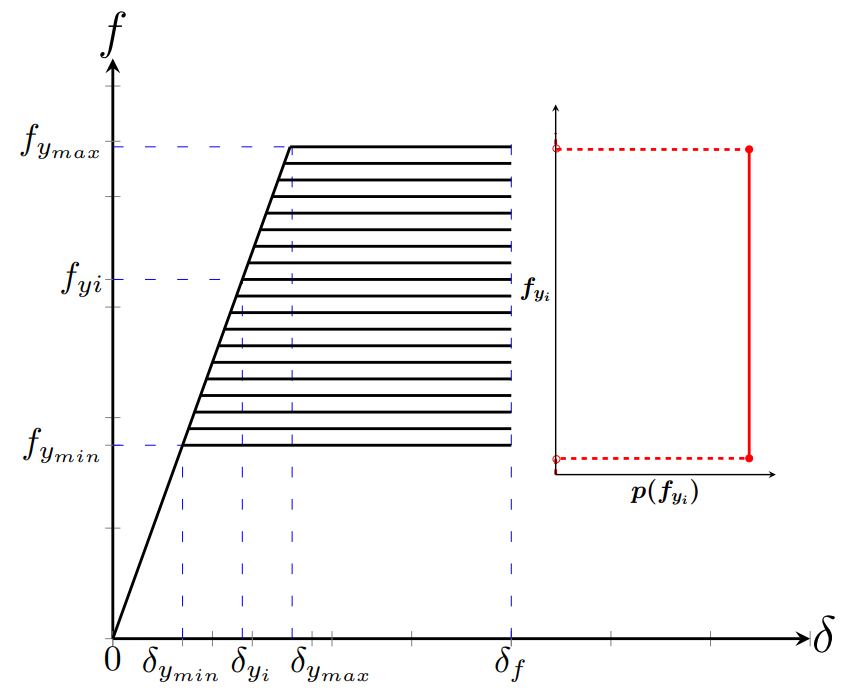 f
f_{y_{max}}
f_{yi}
f_{y_{min}}
0 δ_{y_{min}} δ_{y_i} δ_{y_{max}} δ_f δ
f_{y_i}
p(f_{y_i})